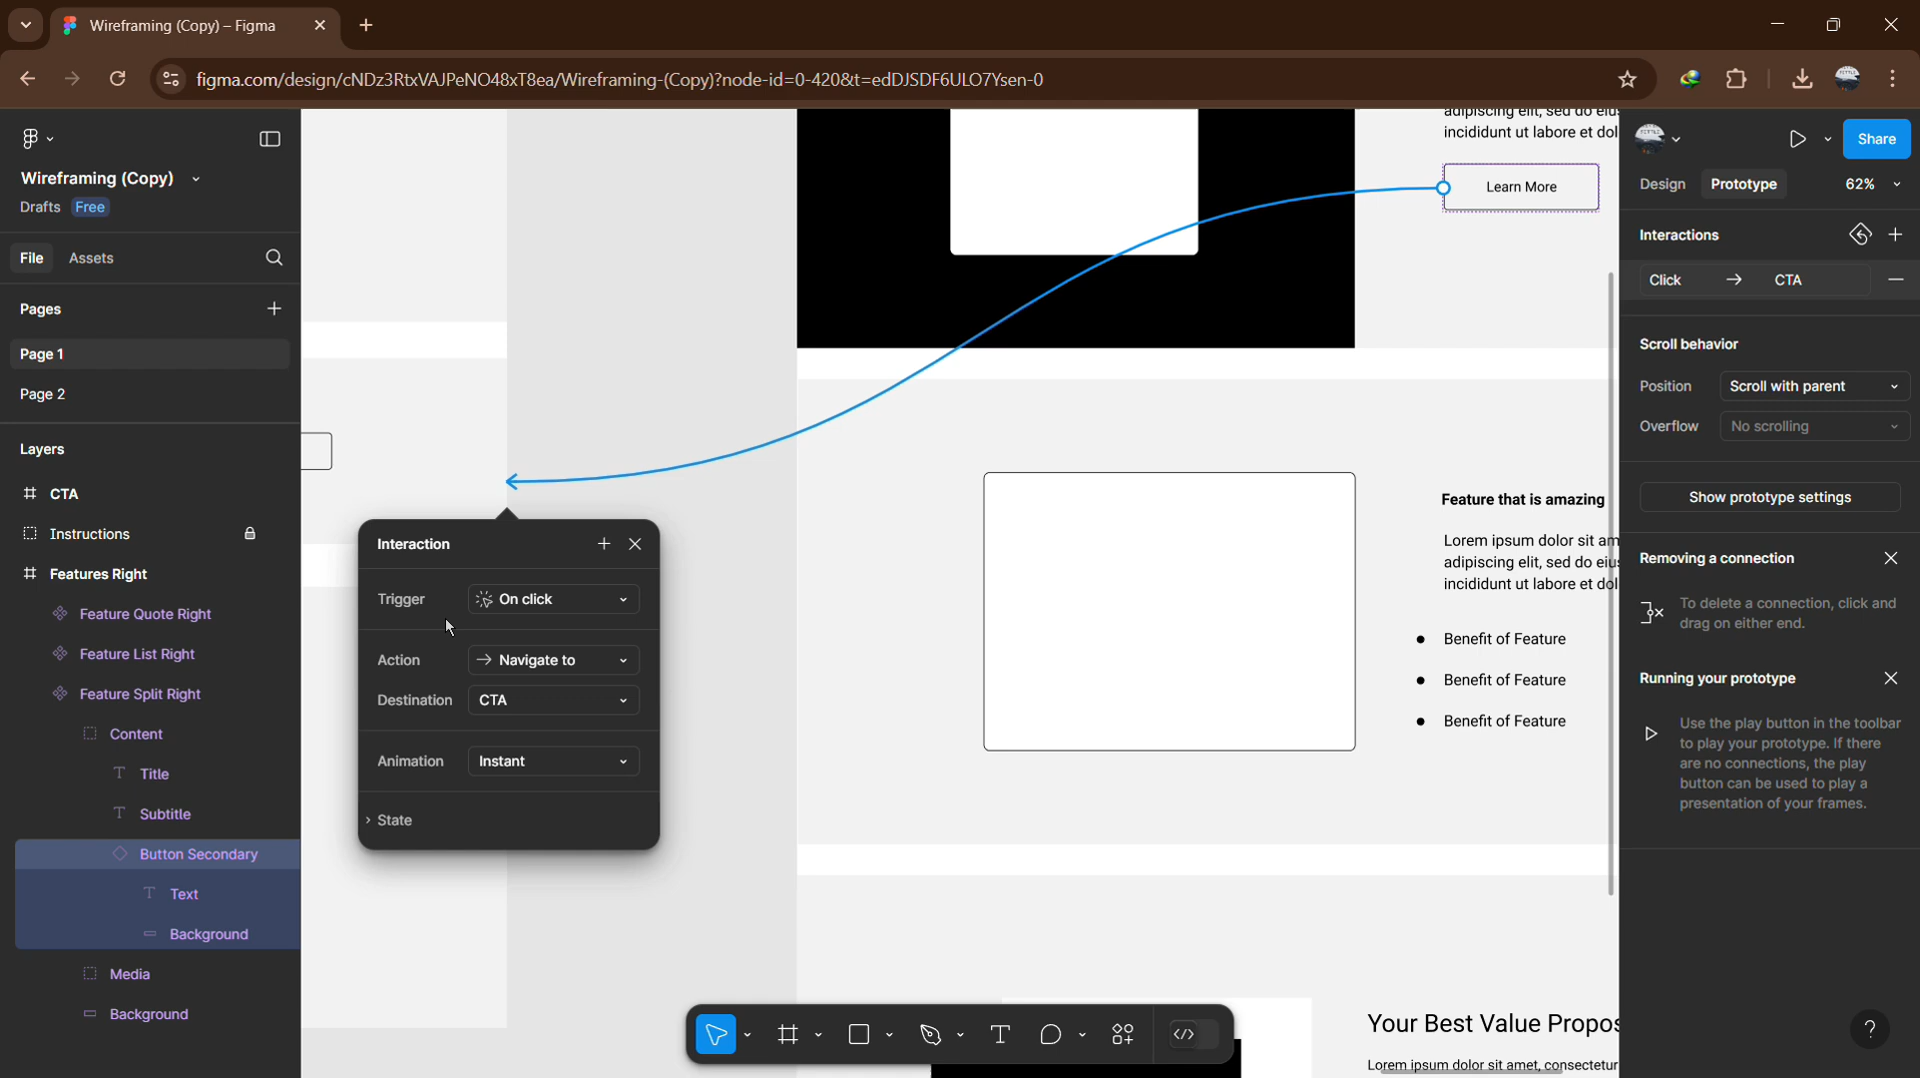 Wireframing (Copy) – Figma
figma.com/design/cNDz3RtxVAJPeNO48xT8ea/Wireframing-(Copy)?node-id=0-420&t=edDJSDF6ULO7Ysen-0
Wireframing (Copy)
Drafts Free
File Assets
Pages
Page 1
Page 2
Layers
CTA
Instructions
Features Right
Feature Quote Right
Feature List Right
Feature Split Right
Content
Title
Subtitle
Button Secondary
Text
Background
Media
Background
adipiscing elit, sed do eiu
incididunt ut labore et dol
Learn More
Interaction
Trigger On click
Action Navigate to
Destination CTA
Animation Instant
State
Feature that is amazing
Lorem ipsum dolor sit am
adipiscing elit, sed do eiu
incididunt ut labore et dol
Benefit of Feature
Benefit of Feature
Benefit of Feature
Your Best Value Propos
Lorem ipsum dolor sit amet, consectetur
Share
Design Prototype 62%
Interactions
Click → CTA
Scroll behavior
Position Scroll with parent
Overflow No scrolling
Show prototype settings
Removing a connection
To delete a connection, click and
drag on either end.
Running your prototype
Use the play button in the toolbar
to play your prototype. If there
are no connections, the play
button can be used to play a
presentation of your frames.
?